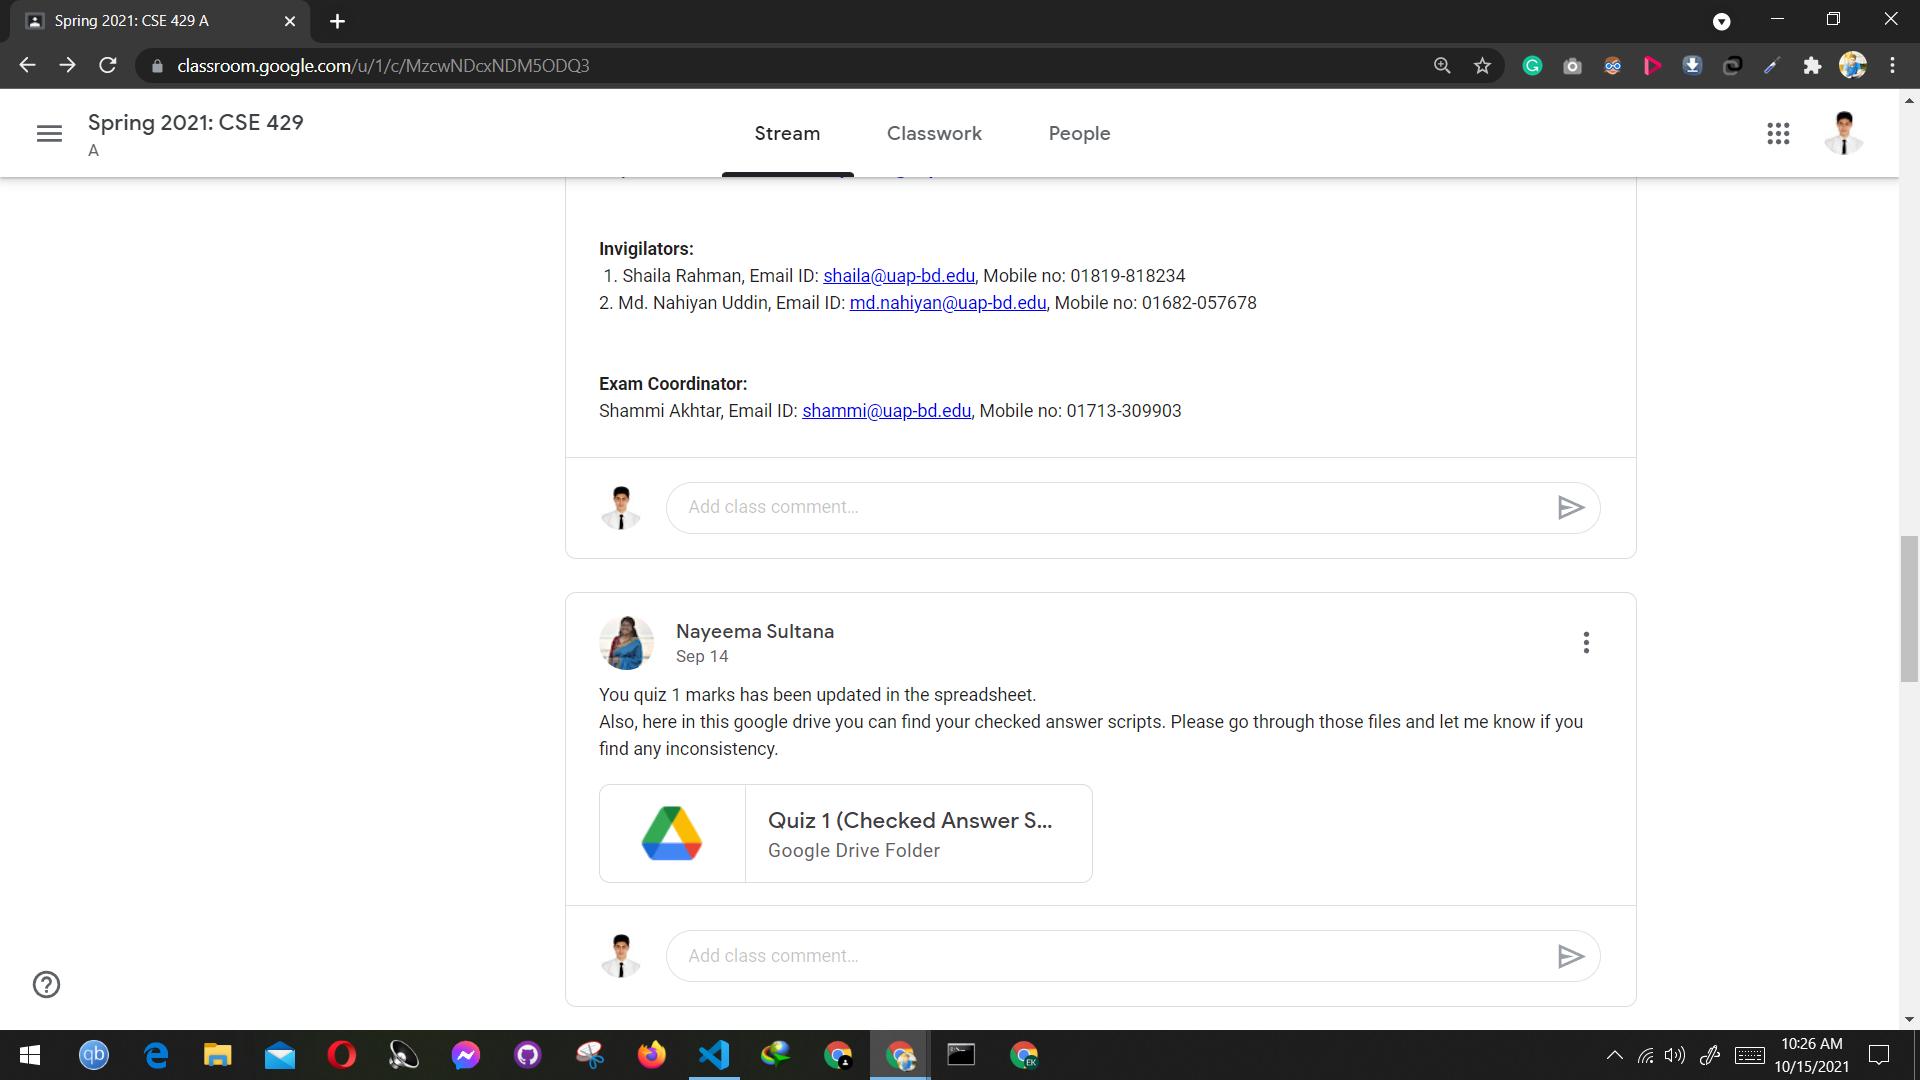 Spring 2021: CSE 429 A
classroom.google.com/u/1/c/MzcwNDcxNDM5ODQ3
Spring 2021: CSE 429
A
Stream
Classwork
People
Invigilators:
1. Shaila Rahman, Email ID: shaila@uap-bd.edu, Mobile no: 01819-818234
2. Md. Nahiyan Uddin, Email ID: md.nahiyan@uap-bd.edu, Mobile no: 01682-057678
Exam Coordinator:
Shammi Akhtar, Email ID: shammi@uap-bd.edu, Mobile no: 01713-309903
Add class comment...
Nayeema Sultana
Sep 14
You quiz 1 marks has been updated in the spreadsheet.
Also, here in this google drive you can find your checked answer scripts. Please go through those files and let me know if you
find any inconsistency.
Quiz 1 (Checked Answer S...
Google Drive Folder
Add class comment...
qb
EK
10:26 AM
10/15/2021